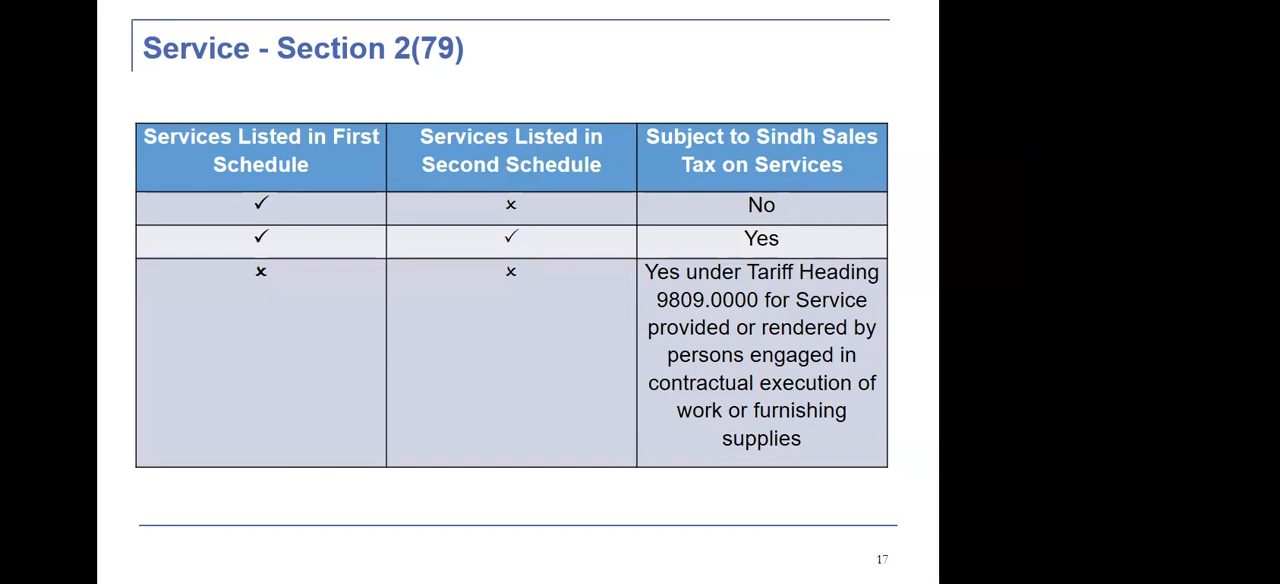 Service - Section 2(79)
Services Listed in First
Schedule
Services Listed in
Second Schedule
Subject to Sindh Sales
Tax on Services
✓
×
No
✓
✓
Yes
×
×
Yes under Tariff Heading
9809.0000 for Service
provided or rendered by
persons engaged in
contractual execution of
work or furnishing
supplies
17